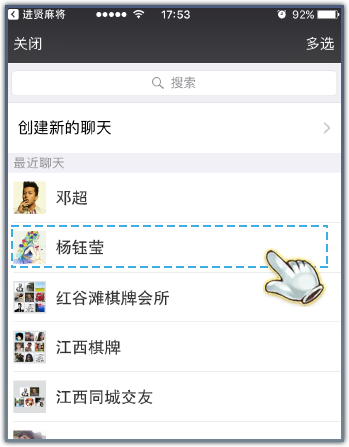 进贤麻将 17:53 92%
关闭 多选
搜索
创建新的聊天
最近聊天
邓超
杨钰莹
红谷滩棋牌会所
江西棋牌
江西同城交友